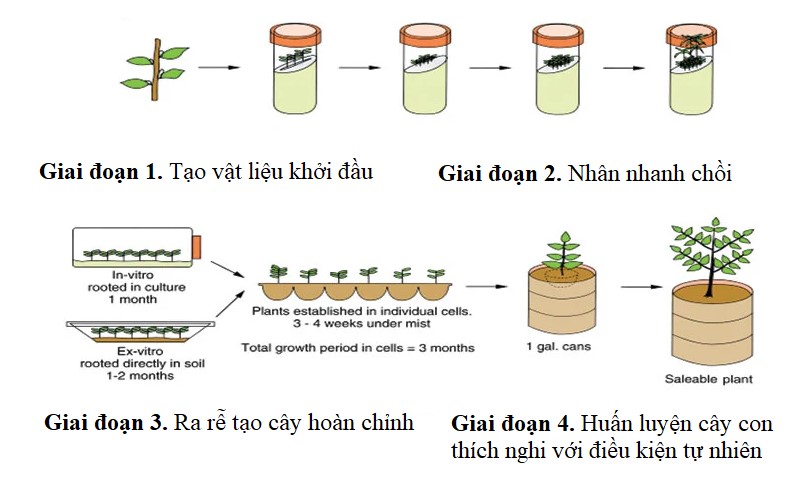 Giai đoạn 1. Tạo vật liệu khởi đầu
Giai đoạn 2. Nhân nhanh chồi
In-vitro
rooted in culture
1 month
Ex-vitro
rooted directly in soil
1-2 months
Plants established in individual cells.
3 - 4 weeks under mist
Total growth period in cells = 3 months
1 gal. cans
Saleable plant
Giai đoạn 3. Ra rễ tạo cây hoàn chỉnh
Giai đoạn 4. Huấn luyện cây con
thích nghi với điều kiện tự nhiên